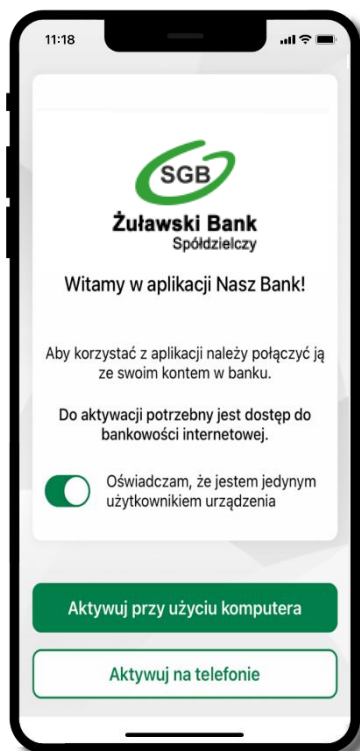 11:18
SGB
Żuławski Bank
Spółdzielczy
Witamy w aplikacji Nasz Bank!
Aby korzystać z aplikacji należy połączyć ją
ze swoim kontem w banku.
Do aktywacji potrzebny jest dostęp do
bankowości internetowej.
Oświadczam, że jestem jedynym
użytkownikiem urządzenia
Aktywuj przy użyciu komputera
Aktywuj na telefonie